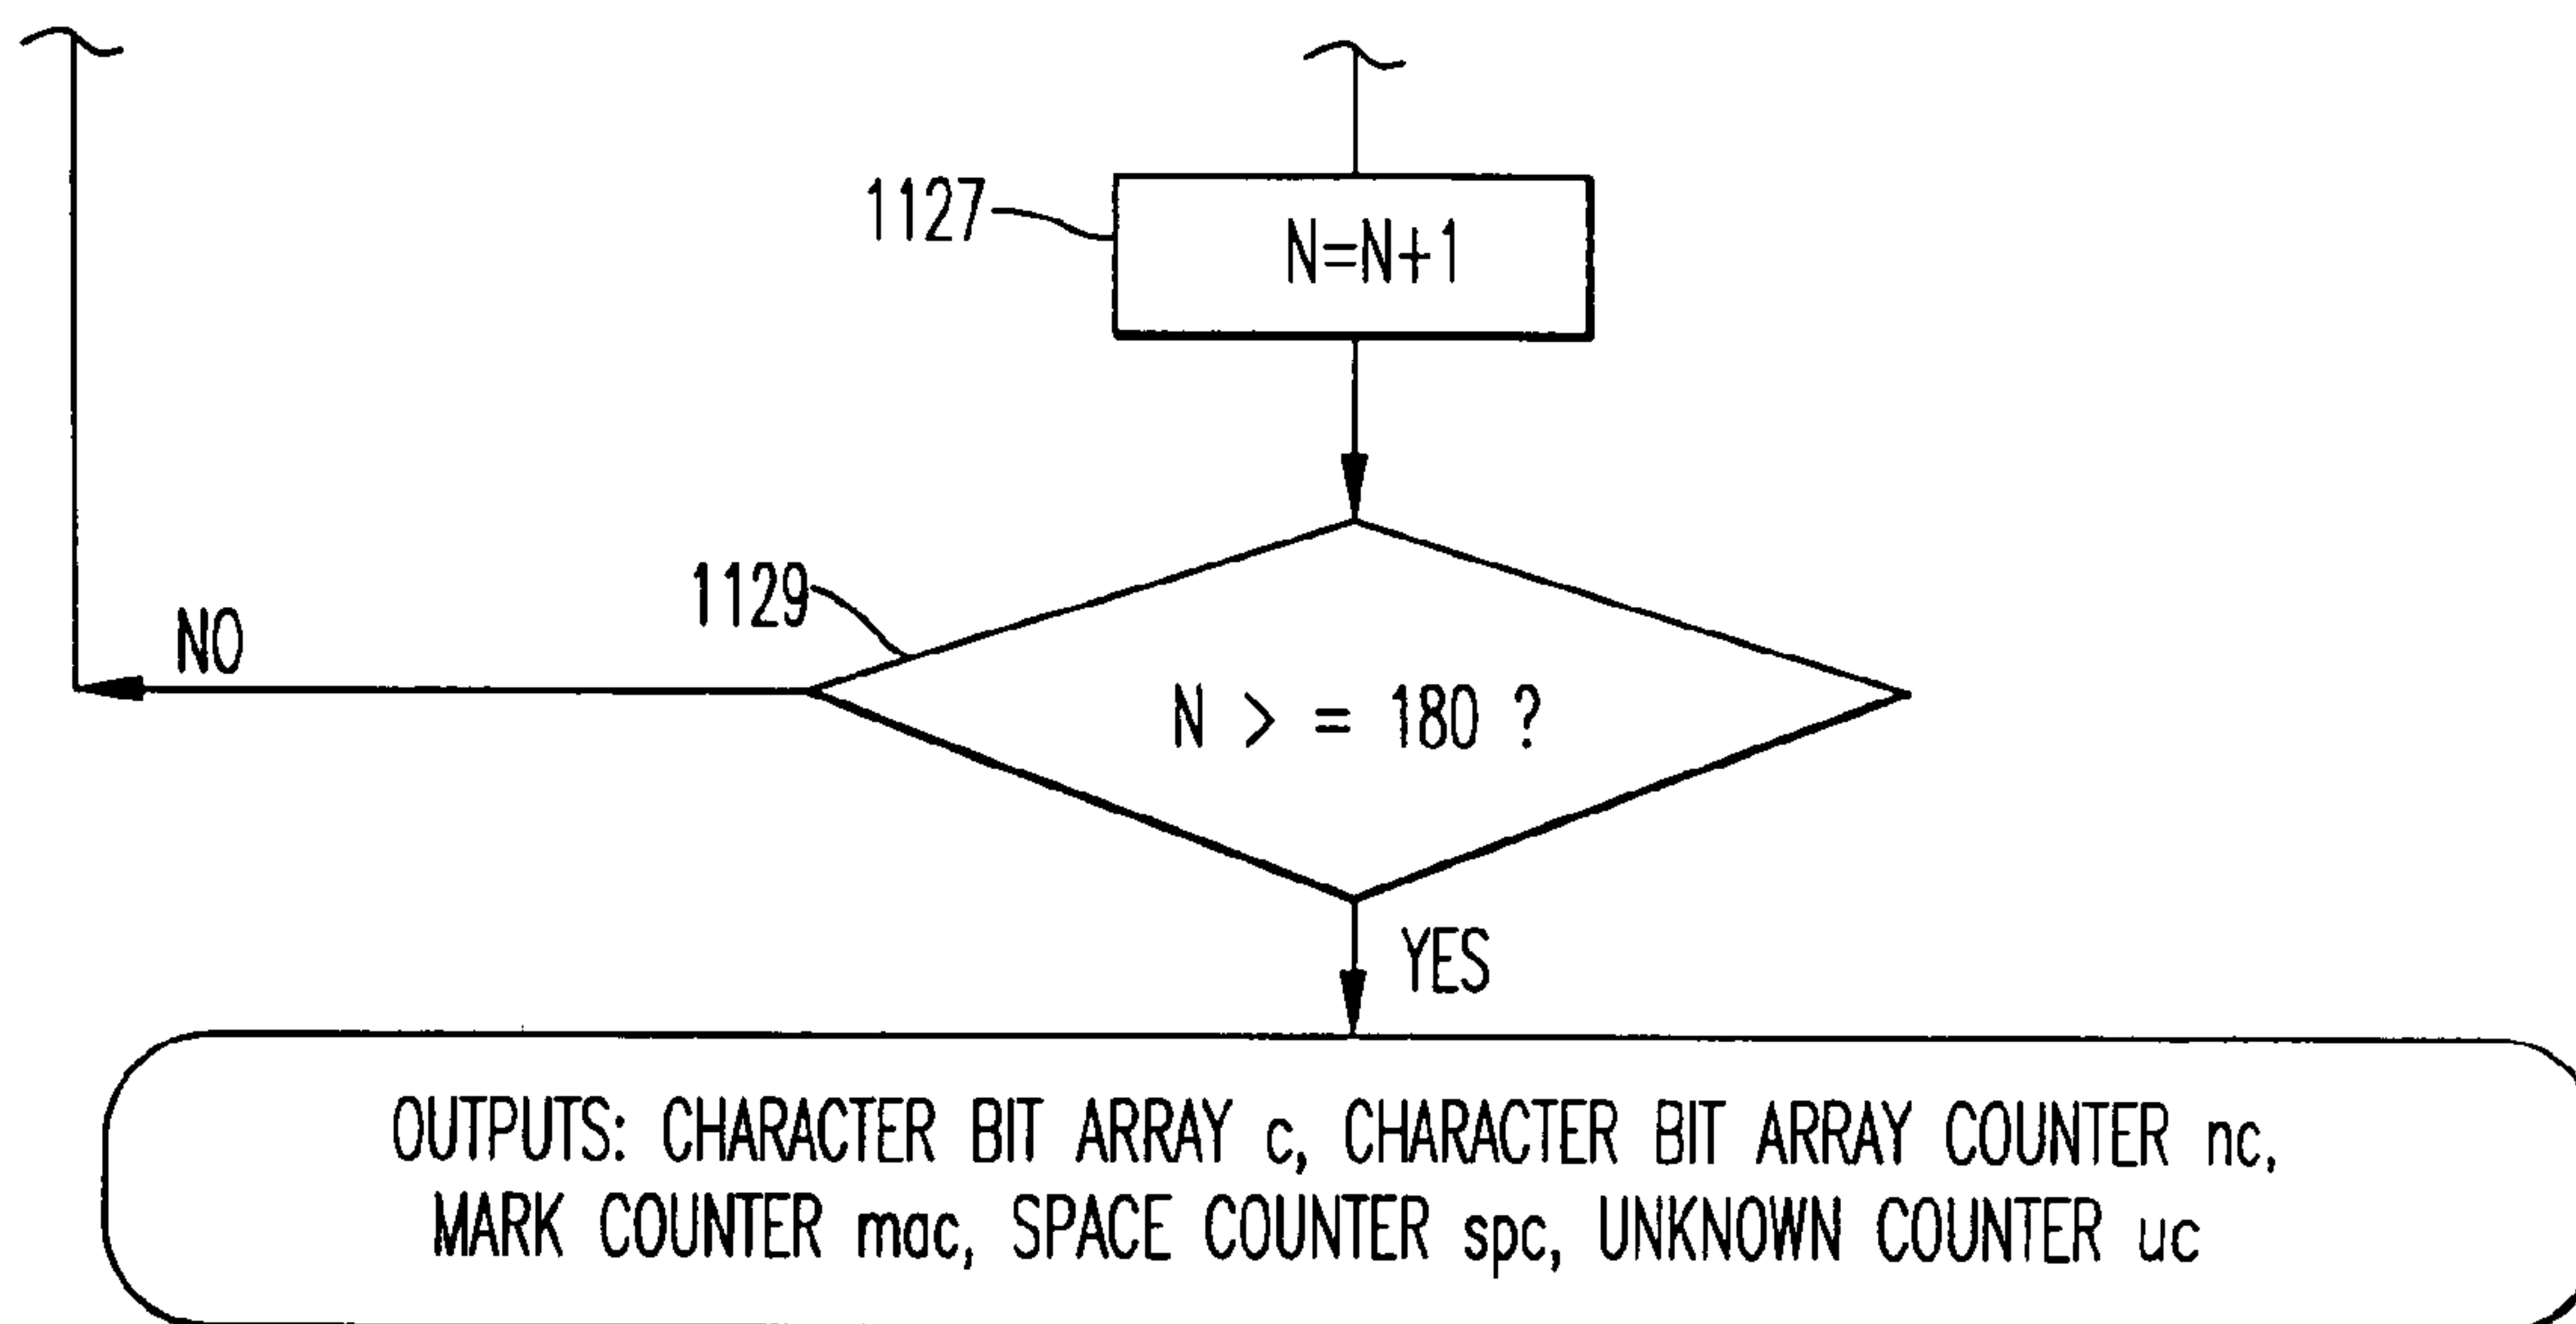 1127
N=N+1
1129
NO
N > = 180 ?
YES
OUTPUTS: CHARACTER BIT ARRAY c, CHARACTER BIT ARRAY COUNTER nc,
MARK COUNTER mac, SPACE COUNTER spc, UNKNOWN COUNTER uc